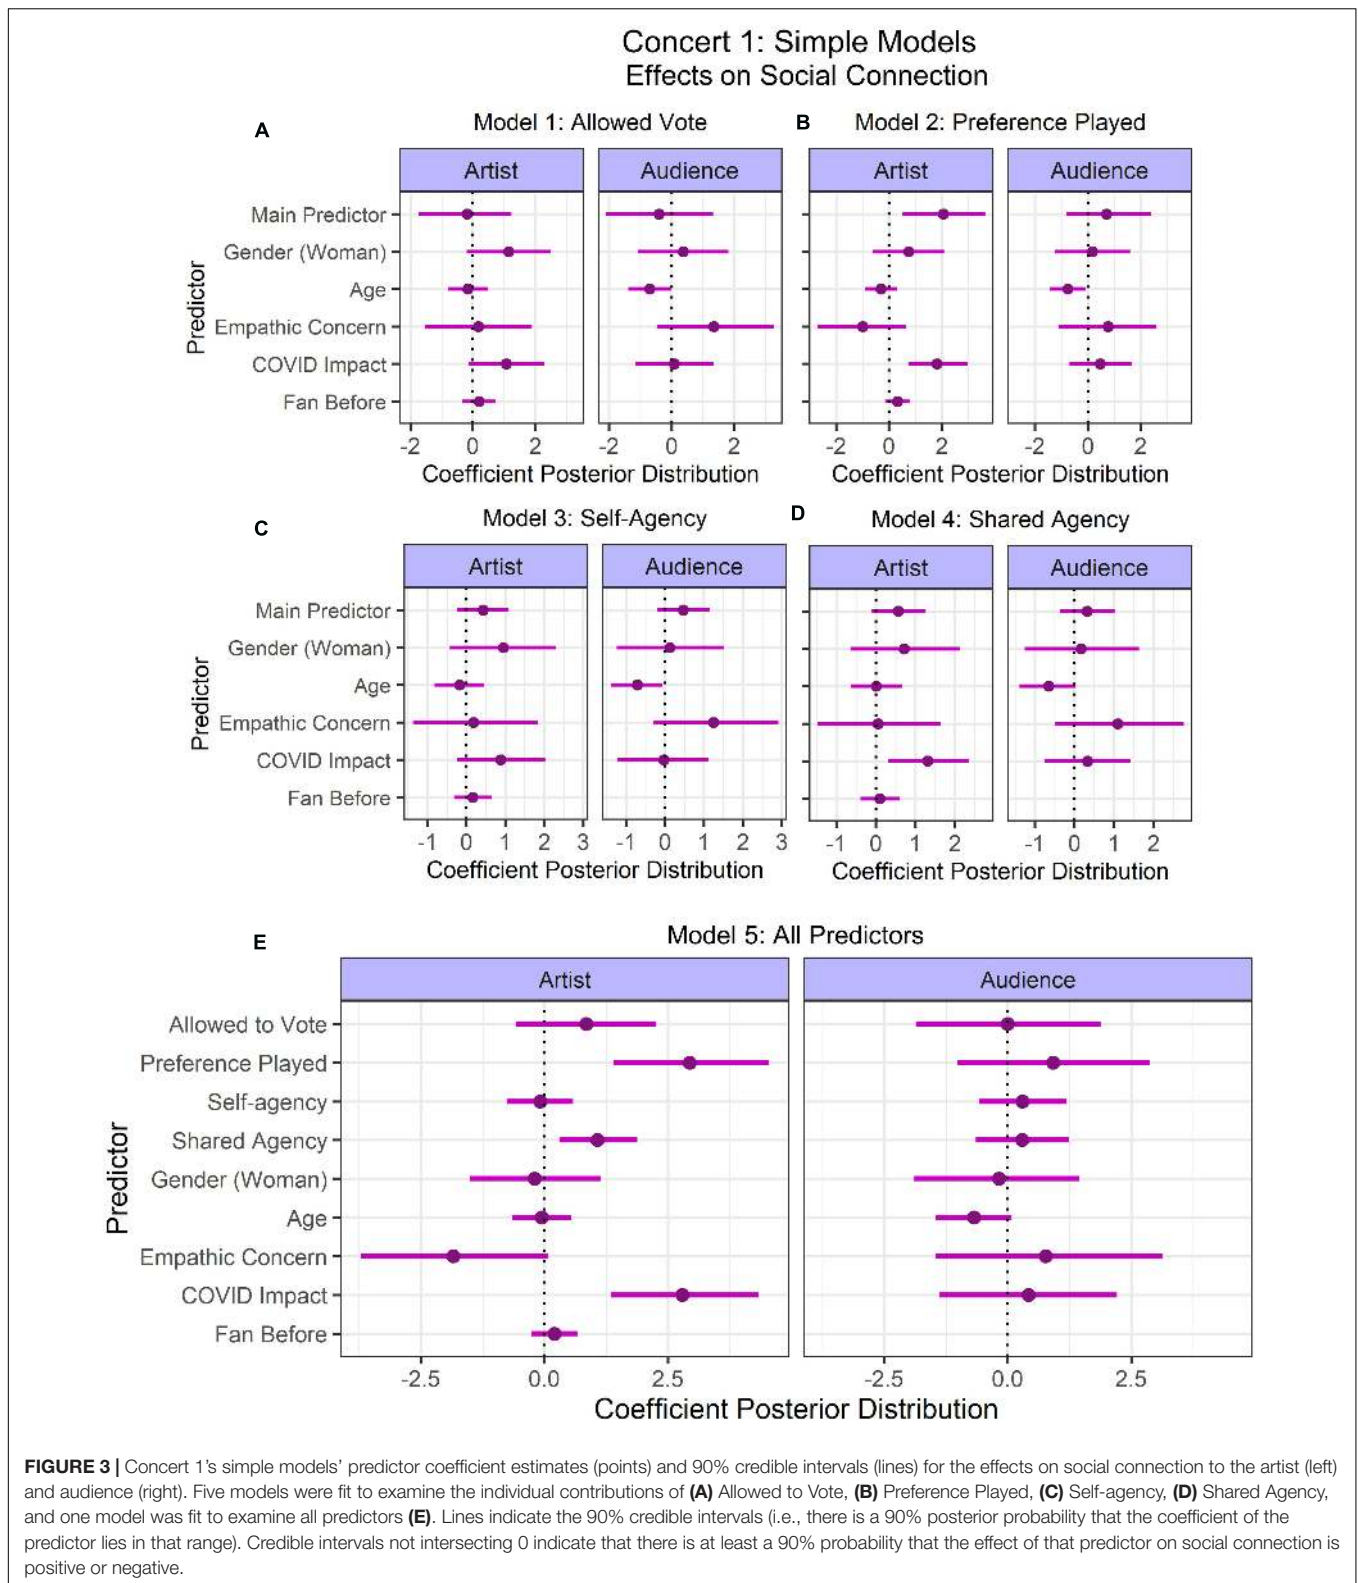 Concert 1: Simple Models
Effects on Social Connection
A
Model 1: Allowed Vote
Artist
Audience
Predictor
Main Predictor
Gender (Woman)
Age
Empathic Concern
COVID Impact
Fan Before
-2 0 2
-2 0 2
Coefficient Posterior Distribution
B
Model 2: Preference Played
Artist
Audience
-2 0 2
-2 0 2
Coefficient Posterior Distribution
C
Model 3: Self-Agency
Artist
Audience
Predictor
Main Predictor
Gender (Woman)
Age
Empathic Concern
COVID Impact
Fan Before
-1 0 1 2 3
-1 0 1 2 3
Coefficient Posterior Distribution
D
Model 4: Shared Agency
Artist
Audience
-1 0 1 2
-1 0 1 2
Coefficient Posterior Distribution
E
Model 5: All Predictors
Artist
Audience
Predictor
Allowed to Vote
Preference Played
Self-agency
Shared Agency
Gender (Woman)
Age
Empathic Concern
COVID Impact
Fan Before
-2.5 0.0 2.5
-2.5 0.0 2.5
Coefficient Posterior Distribution
FIGURE 3 | Concert 1's simple models' predictor coefficient estimates (points) and 90% credible intervals (lines) for the effects on social connection to the artist (left)
and audience (right). Five models were fit to examine the individual contributions of (A) Allowed to Vote, (B) Preference Played, (C) Self-agency, (D) Shared Agency,
and one model was fit to examine all predictors (E). Lines indicate the 90% credible intervals (i.e., there is a 90% posterior probability that the coefficient of the
predictor lies in that range). Credible intervals not intersecting 0 indicate that there is at least a 90% probability that the effect of that predictor on social connection is
positive or negative.